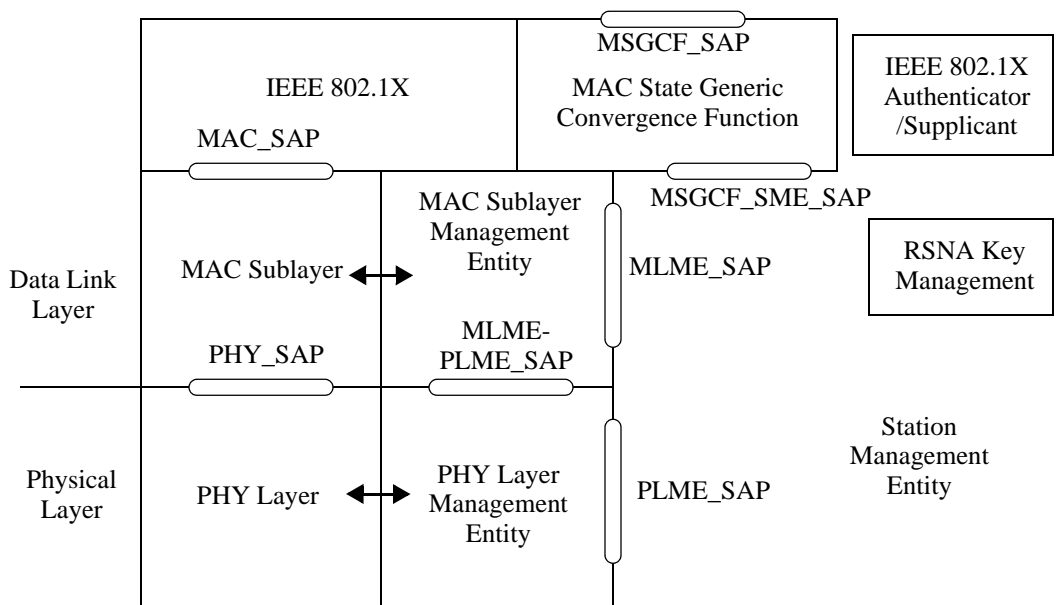 MSGCF_SAP
IEEE 802.1X
MAC State Generic
Convergence Function
IEEE 802.1X
Authenticator
/Supplicant
MAC_SAP
MSGCF_SME_SAP
MAC Sublayer
Management
Entity
MAC Sublayer
MLME_SAP
RSNA Key
Management
Data Link
Layer
PHY_SAP
MLME-
PLME_SAP
Station
Management
Entity
Physical
Layer
PHY Layer
PHY Layer
Management
Entity
PLME_SAP